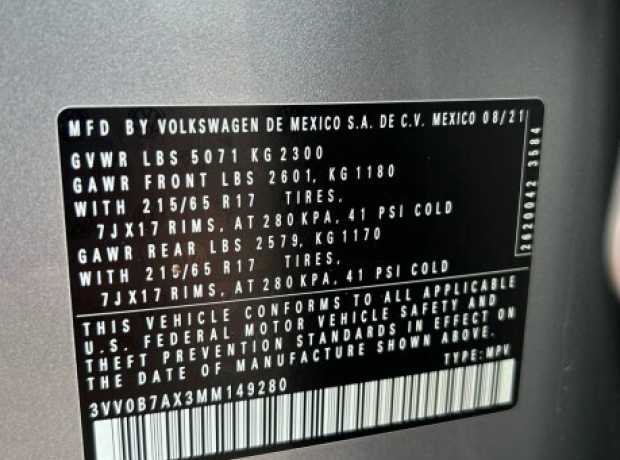 MFD BY VOLKSWAGEN DE MEXICO S.A. DE C.V. MEXICO 08/21
GVWR LBS 5071 KG 2300
GAWR FRONT LBS 2601, KG 1180
WITH 215/65 R17 TIRES,
7JX17 RIMS, AT 280 KPA, 41 PSI COLD
GAWR REAR LBS 2579, KG 1170
WITH 215/65 R17 TIRES,
7JX17 RIMS, AT 280 KPA, 41 PSI COLD
2620042 3584
THIS VEHICLE CONFORMS TO ALL APPLICABLE
U.S. FEDERAL MOTOR VEHICLE SAFETY AND
THEFT PREVENTION STANDARDS IN EFFECT ON
THE DATE OF MANUFACTURE SHOWN ABOVE.
TYPE: MPV
3VV0B7AX3MM149280